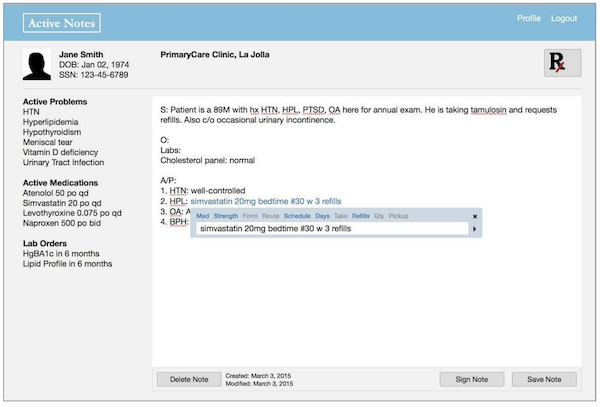 Active Notes
Profile Logout
Jane Smith
DOB: Jan 02, 1974
SSN: 123-45-6789
PrimaryCare Clinic, La Jolla
Rx
Active Problems
HTN
Hyperlipidemia
Hypothyroidism
Meniscal tear
Vitamin D deficiency
Urinary Tract Infection
Active Medications
Atenolol 50 po qd
Simvastatin 20 po qd
Levothyroxine 0.075 po qd
Naproxen 500 po bid
Lab Orders
HgBA1c in 6 months
Lipid Profile in 6 months
S: Patient is a 89M with hx HTN, HPL, PTSD, OA here for annual exam. He is taking tamulosin and requests
refills. Also c/o occasional urinary incontinence.
O:
Labs:
Cholesterol panel: normal
A/P:
1. HTN: well-controlled
2. HPL: simvastatin 20mg bedtime #30 w 3 refills
3. OA: A
4. BPH:
Med Strength Form Route Schedule Days Take Refills Qty Pickup x
simvastatin 20mg bedtime #30 w 3 refills
Delete Note
Created: March 3, 2015
Modified: March 3, 2015
Sign Note
Save Note